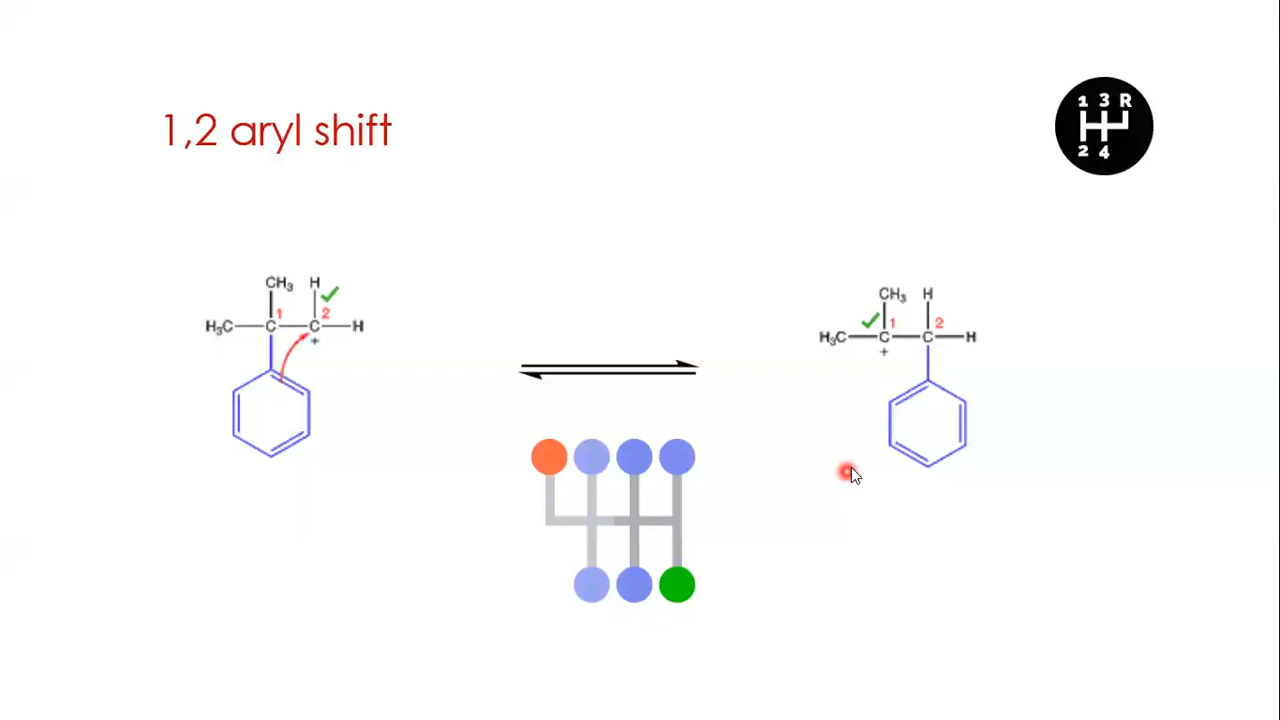 1,2 aryl shift
1 3 R
2 4
CH₃ H
1 2
H₃C C C H
+
CH₃ H
1 2
H₃C C C H
+